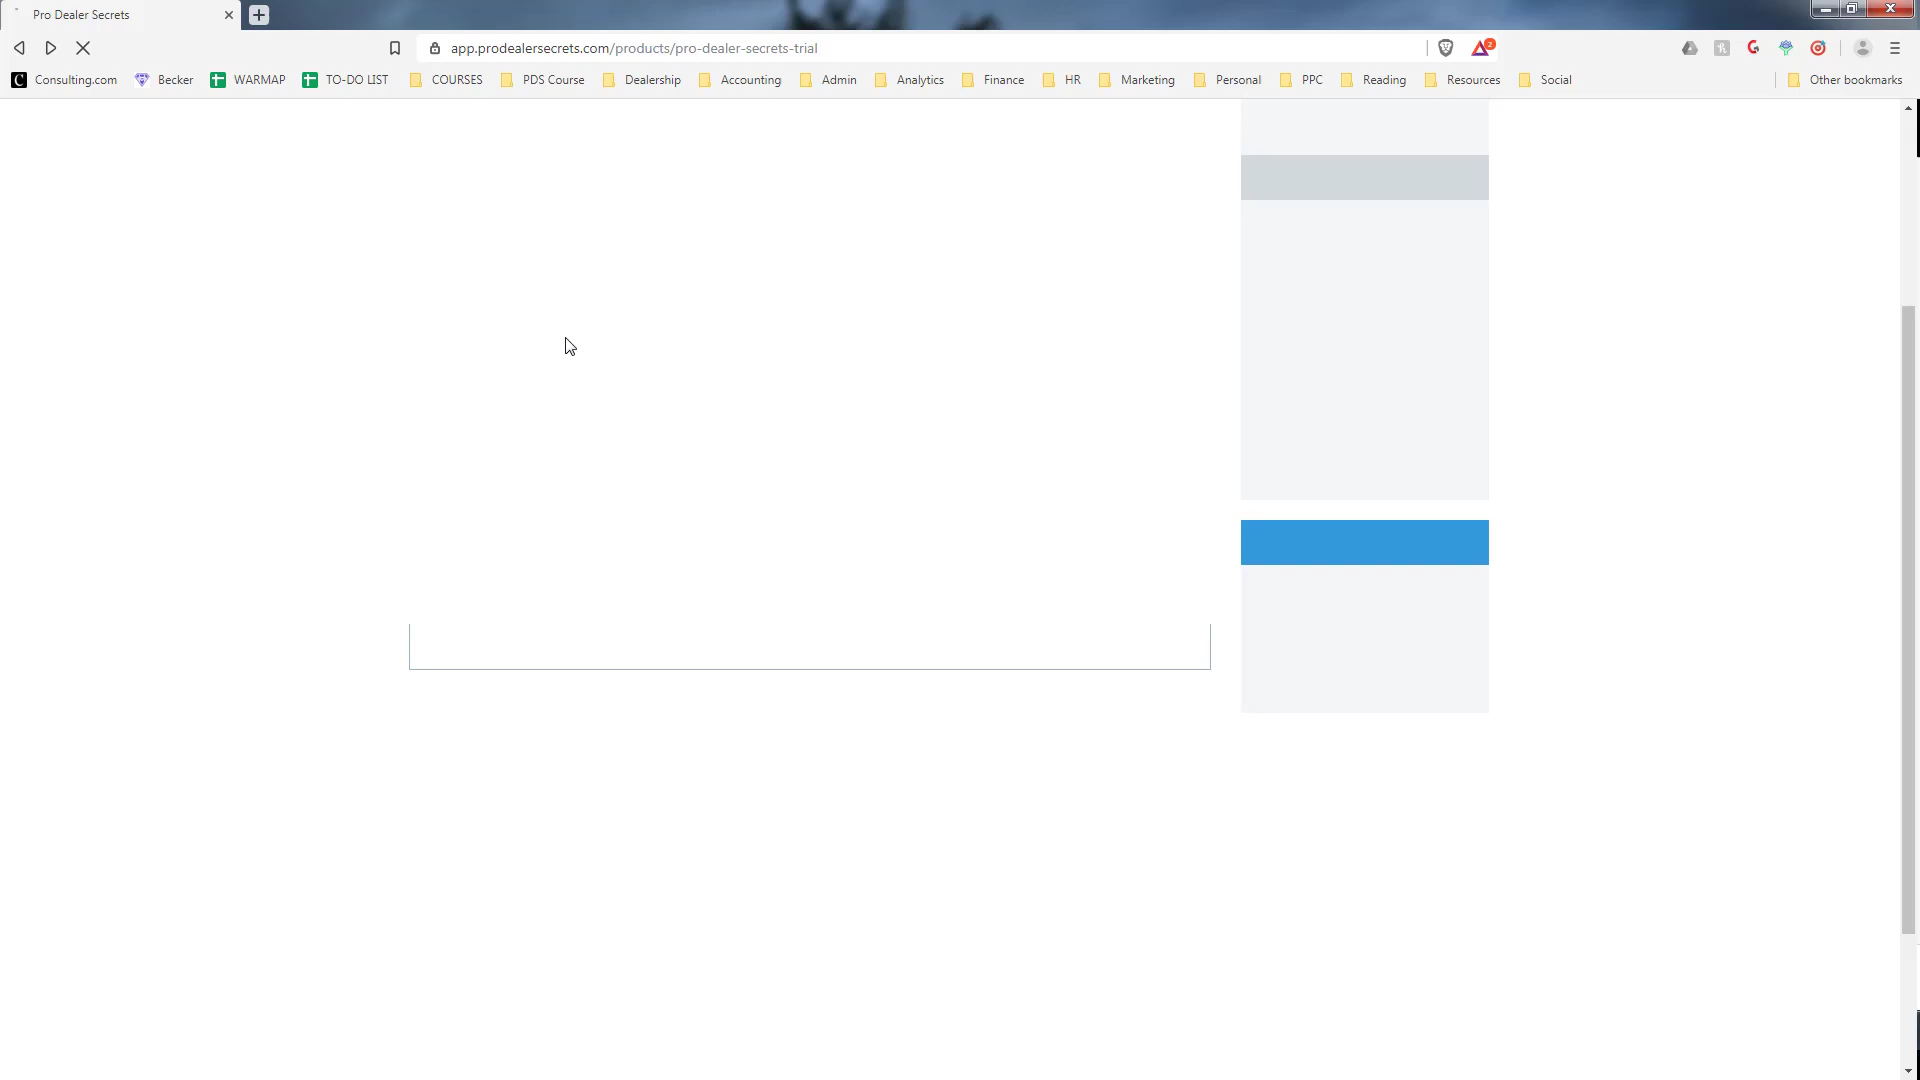 Pro Dealer Secrets
app.prodealersecrets.com/products/pro-dealer-secrets-trial
2
C Consulting.com Becker WARMAP TO-DO LIST COURSES PDS Course Dealership Accounting Admin Analytics Finance HR Marketing Personal PPC Reading Resources Social Other bookmarks